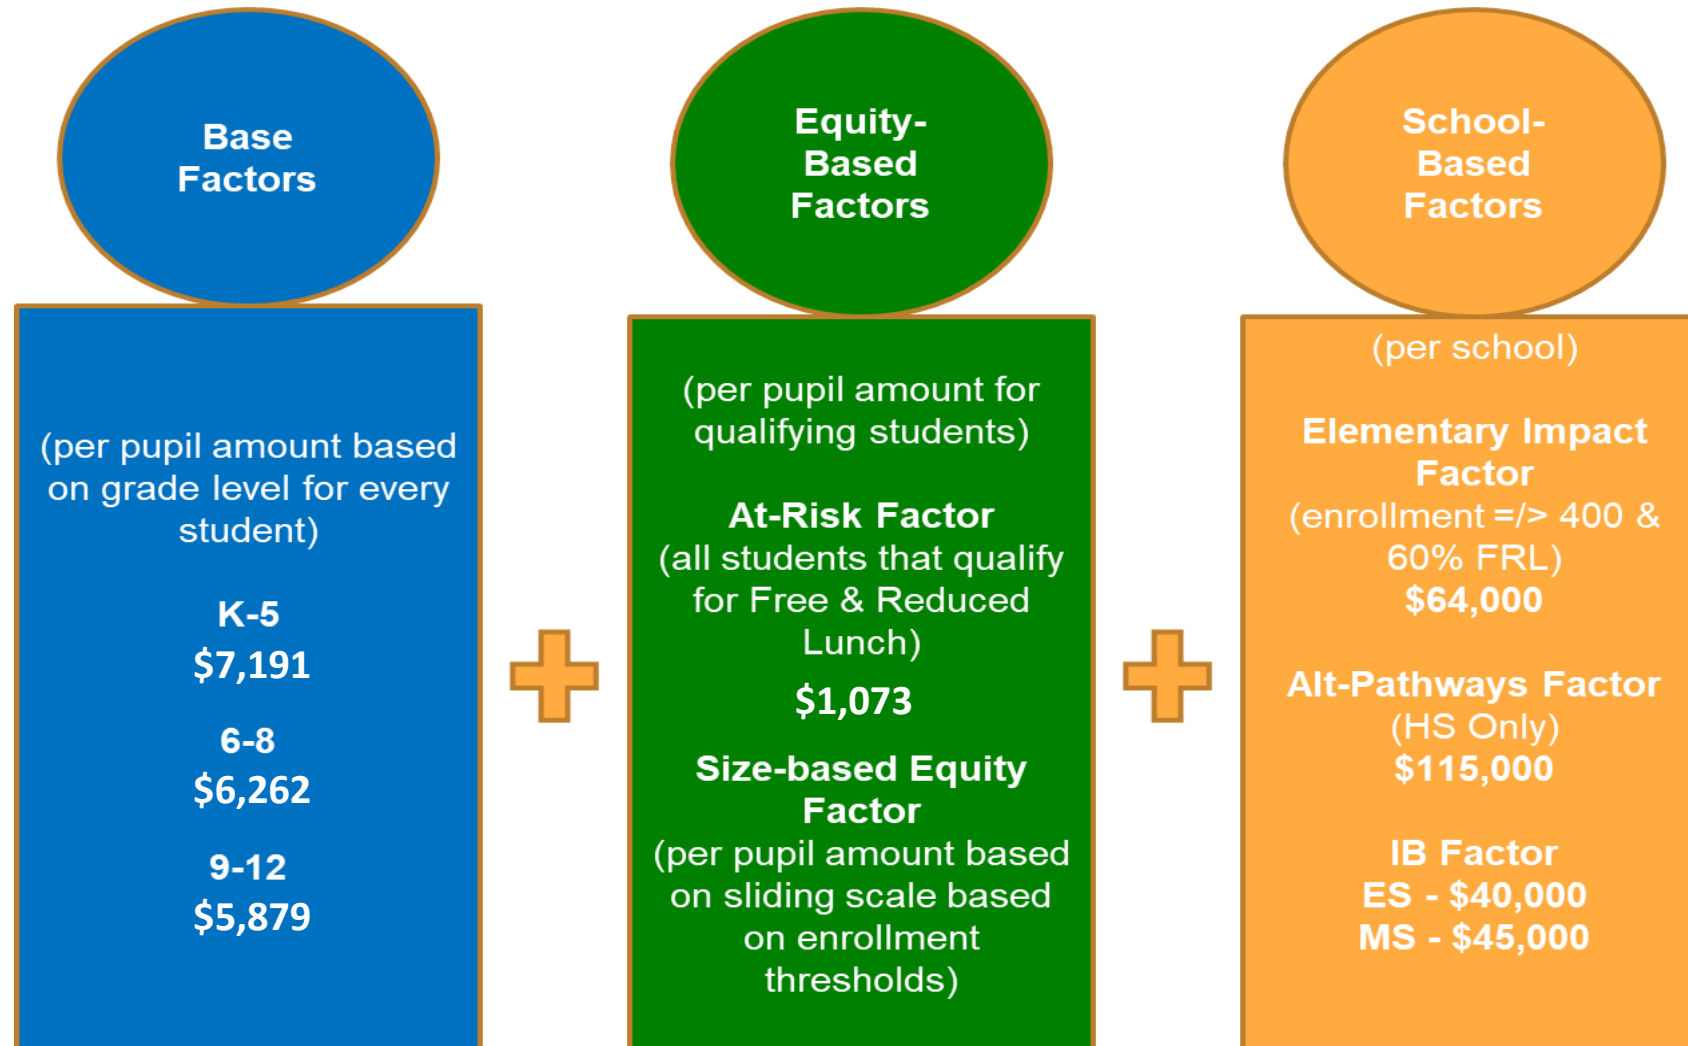 Base
Factors
(per pupil amount based
on grade level for every
student)
K-5
$7,191
6-8
$6,262
9-12
$5,879
Equity-
Based
Factors
(per pupil amount for
qualifying students)
At-Risk Factor
(all students that qualify
for Free & Reduced
Lunch)
$1,073
Size-based Equity
Factor
(per pupil amount based
on sliding scale based
on enrollment
thresholds)
School-
Based
Factors
(per school)
Elementary Impact
Factor
(enrollment =/> 400 &
60% FRL)
$64,000
Alt-Pathways Factor
(HS Only)
$115,000
IB Factor
ES - $40,000
MS - $45,000